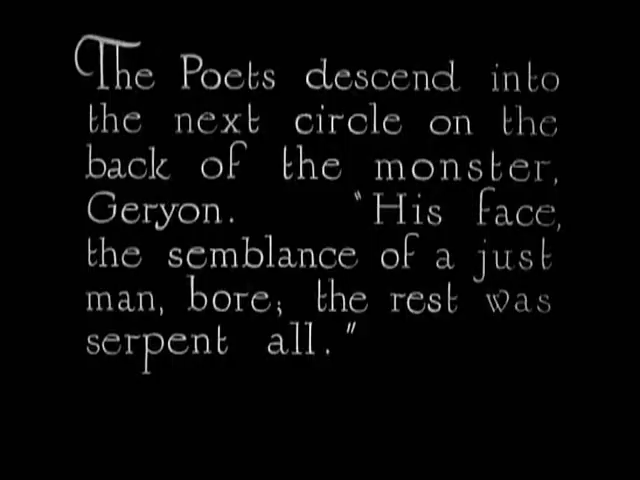 The Poets descend into
the next circle on the
back of the monster,
Geryon. "His face,
the semblance of a just
man, bore; the rest was
serpent all."